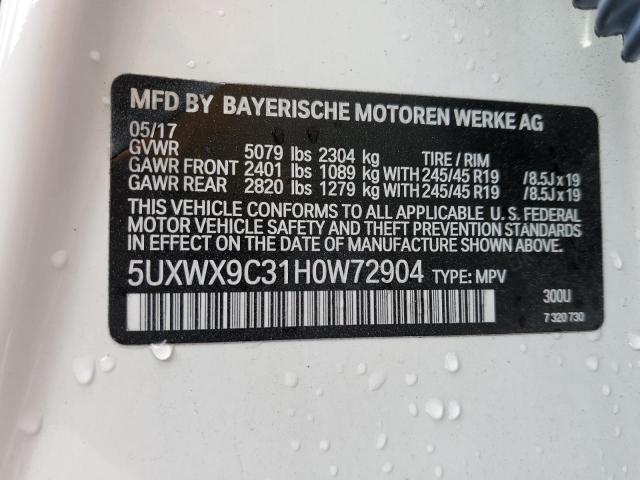 MFD BY BAYERISCHE MOTOREN WERKE AG
05/17
GVWR 5079 lbs 2304 kg TIRE / RIM
GAWR FRONT 2401 lbs 1089 kg WITH 245/45 R19 /8.5J x 19
GAWR REAR 2820 lbs 1279 kg WITH 245/45 R19 /8.5J x 19
THIS VEHICLE CONFORMS TO ALL APPLICABLE U. S. FEDERAL
MOTOR VEHICLE SAFETY, BUMPER, AND THEFT PREVENTION STANDARDS
IN EFFECT ON THE DATE OF MANUFACTURE SHOWN ABOVE.
5UXWX9C31H0W72904 TYPE: MPV
300U
7 320 730